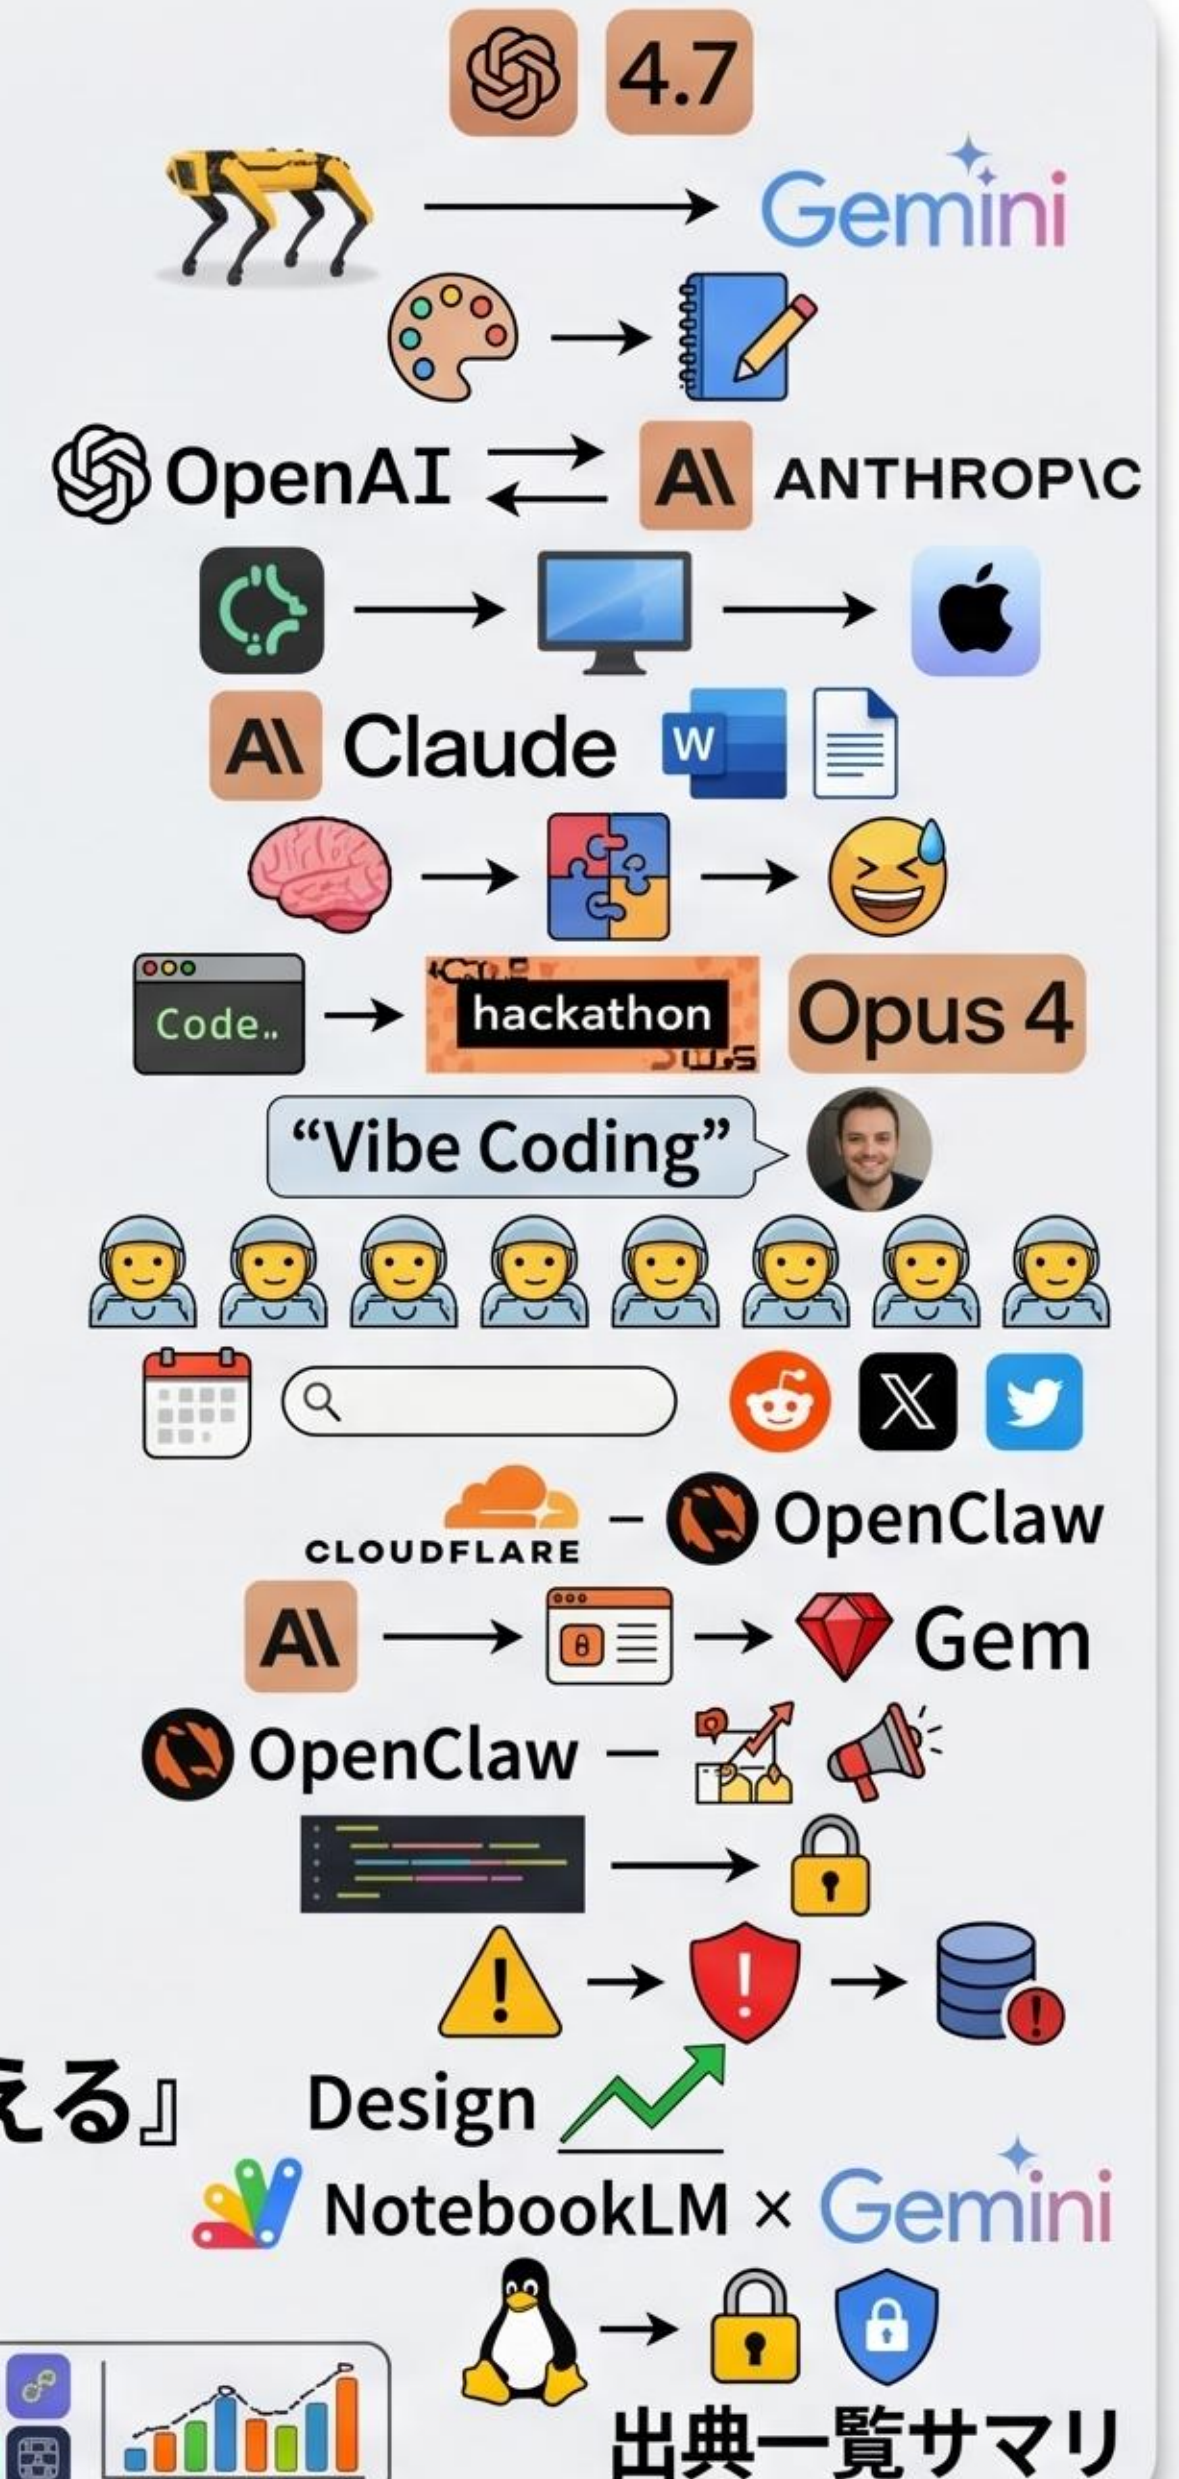 4.7
Gemini
OpenAI ANTHROP\C
Claude W
Code..
hackathon
Opus 4
“Vibe Coding”
CLOUDFLARE – OpenClaw
Gem
OpenClaw –
える』 Design
NotebookLM × Gemini
出典一覧サマリ